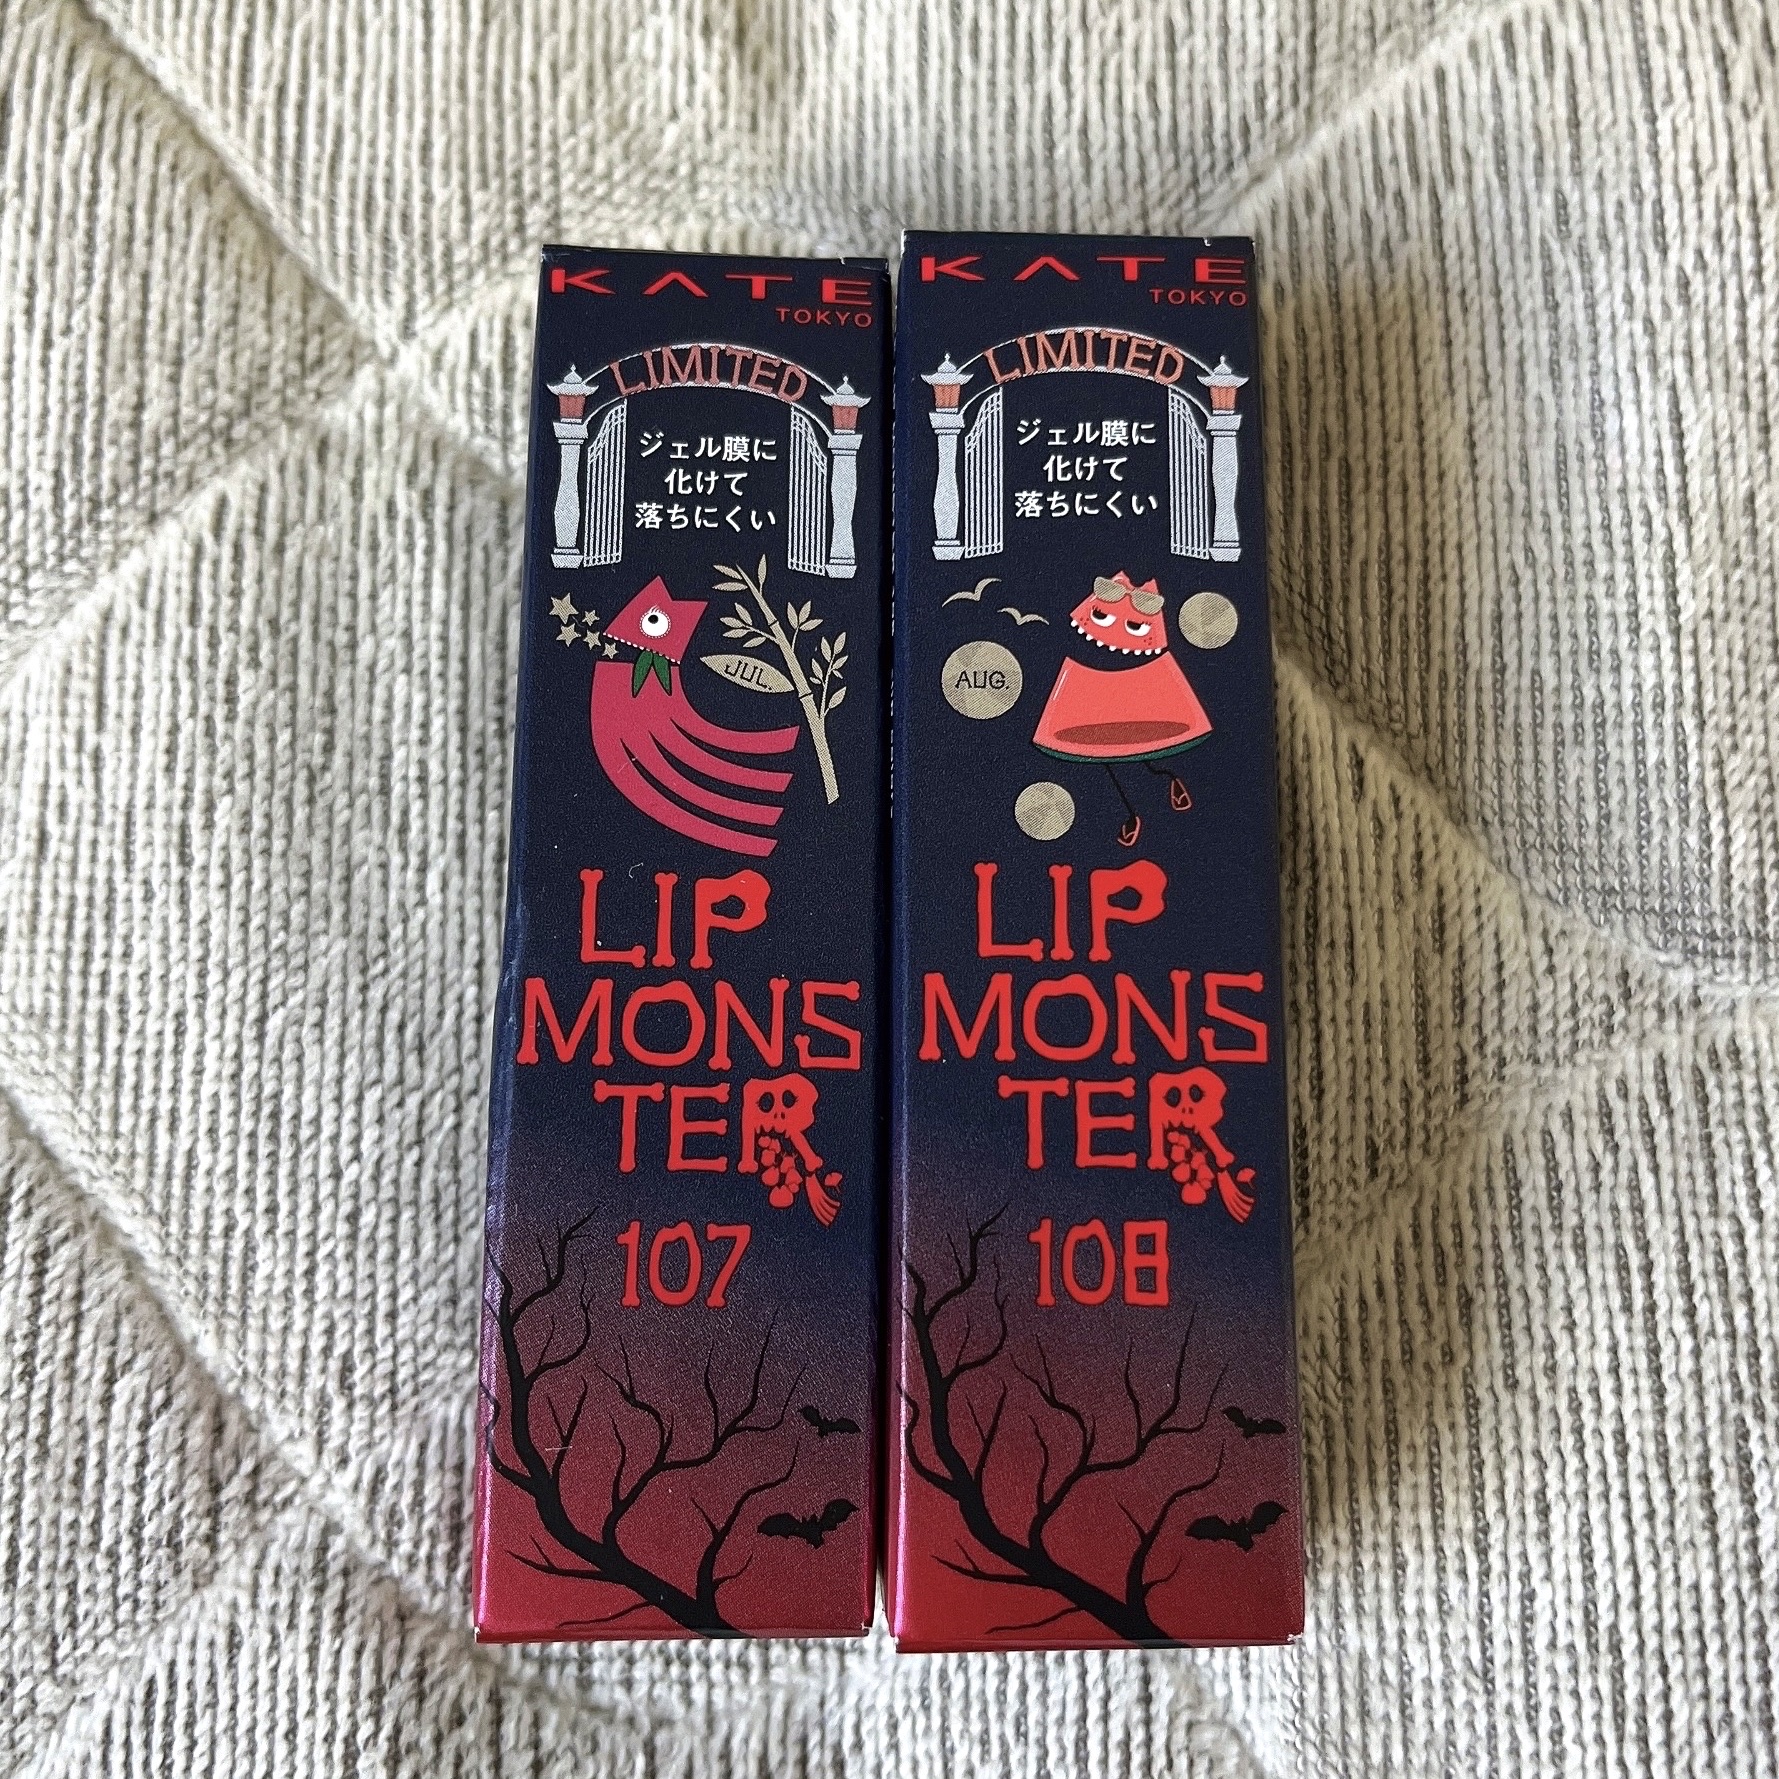 KATE
TOKYO
LIMITED
ジェル膜に
化けて
落ちにくい
JUL.
LIP
MONS
TER
107
KATE
TOKYO
LIMITED
ジェル膜に
化けて
落ちにくい
AUG.
LIP
MONS
TER
108